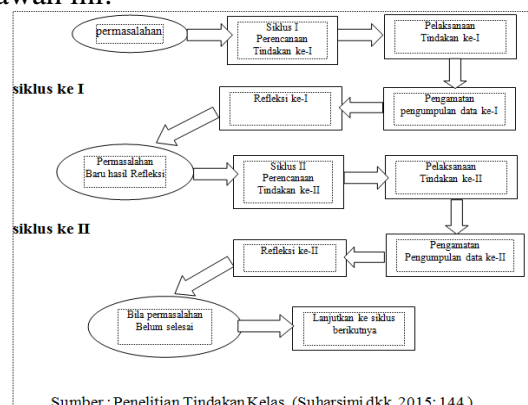 permasalahan
Siklus I
Perencanaan
Tindakan ke-I
Pelaksanaan
Tindakan ke-I
siklus ke I
Refleksi ke-I
Pengamatan
pengumpulan data ke-I
Permasalahan
Baru hasil Refleksi
Siklus II
Perencanaan
Tindakan ke-II
Pelaksanaan
Tindakan ke-II
siklus ke II
Refleksi ke-II
Pengamatan
Pengumpulan data ke-II
Bila permasalahan
Belum selesai
Lanjutkan ke siklus
berikutnya
Sumber : Penelitian Tindakan Kelas, (Suharsimi dkk, 2015: 144 )